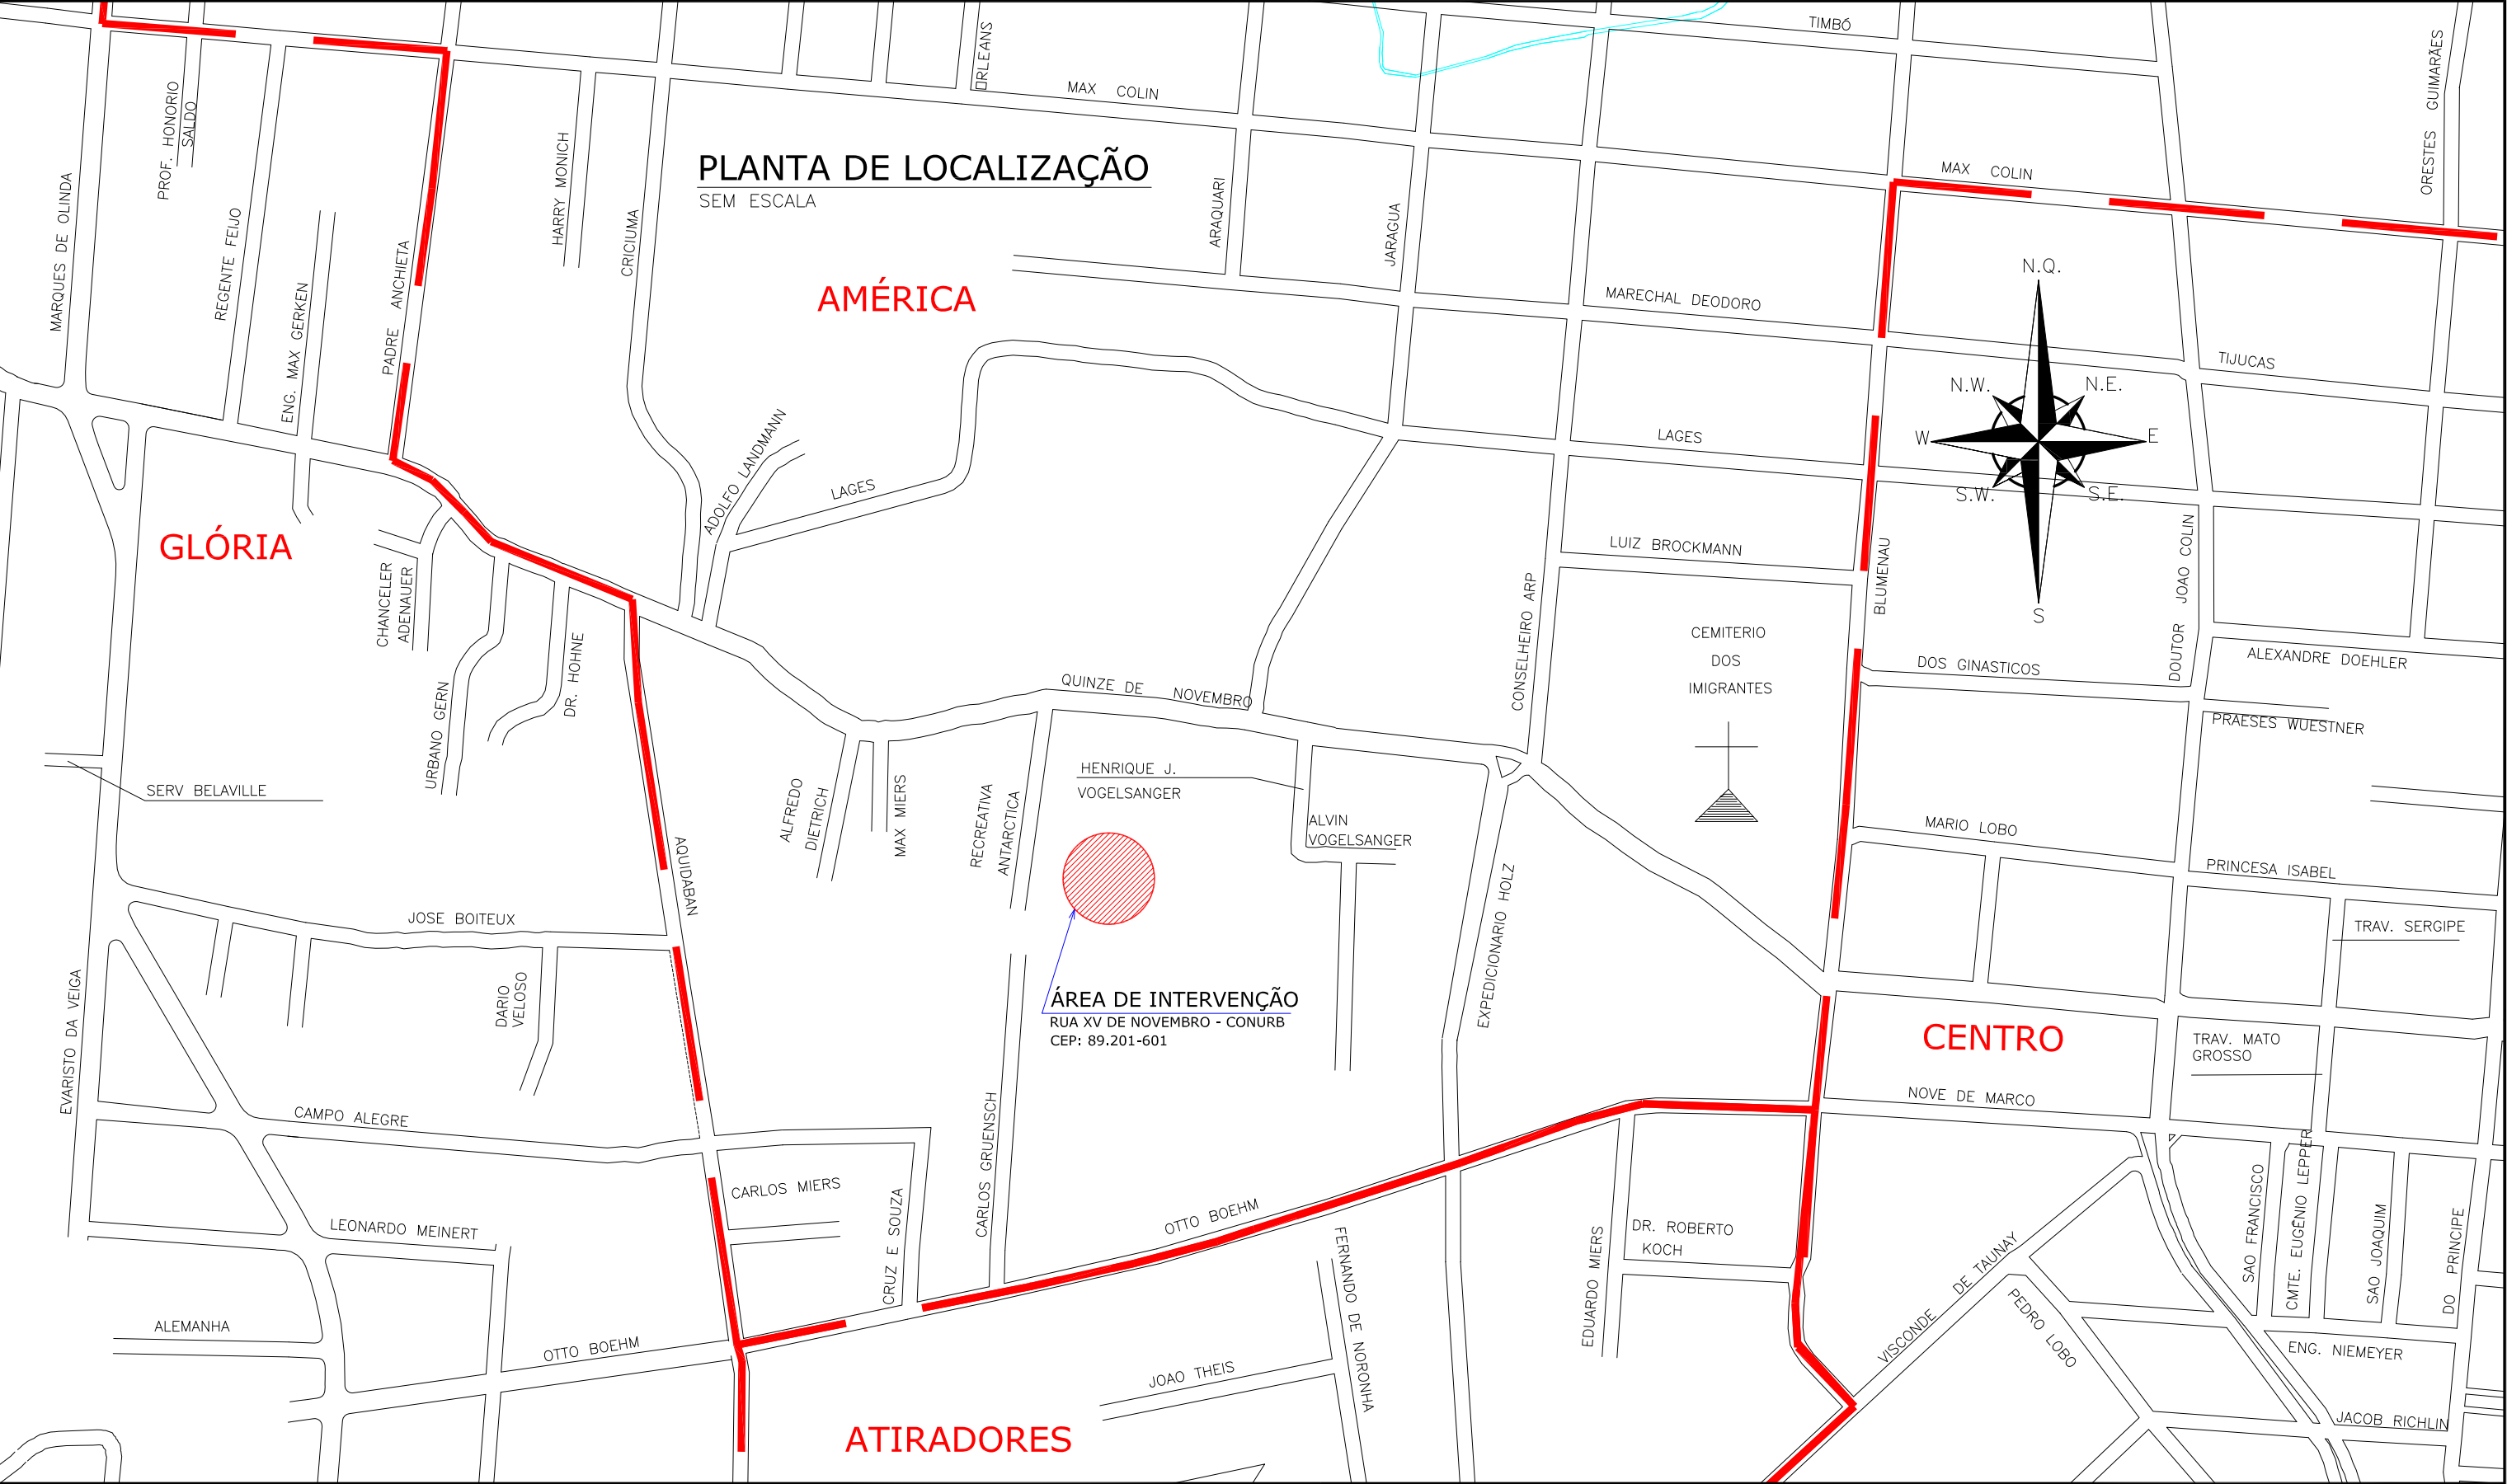 TIMBÓ
ORLEANS
ORESTES GUIMARÃES
MAX COLIN
PROF. HONORIO
SALDO
HARRY MONICH
PLANTA DE LOCALIZAÇÃO
SEM ESCALA
MAX COLIN
MARQUES DE OLINDA
REGENTE FEIJO
PADRE ANCHIETA
CRICIUMA
ARAQUARI
JARAGUA
AMÉRICA
MARECHAL DEODORO
N.Q.
ENG. MAX GERKEN
TIJUCAS
N.W.
N.E.
W
E
S.W.
S.E.
S
ADOLFO LANDMANN
LAGES
LAGES
GLÓRIA
LUIZ BROCKMANN
BLUMENAU
DOUTOR JOAO COLIN
CHANCELER
ADENAUER
CONSELHEIRO ARP
CEMITERIO
DOS
IMIGRANTES
DR. HOHNE
URBANO GERN
DOS GINASTICOS
ALEXANDRE DOEHLER
QUINZE DE NOVEMBRO
PRAESES WUESTNER
SERV BELAVILLE
ALFREDO
DIETRICH
MAX MIERS
RECREATIVA
ANTARCTICA
HENRIQUE J.
VOGELSANGER
ALVIN
VOGELSANGER
MARIO LOBO
PRINCESA ISABEL
AQUIDABAN
JOSE BOITEUX
EXPEDICIONARIO HOLZ
TRAV. SERGIPE
EVARISTO DA VEIGA
DARIO
VELOSO
ÁREA DE INTERVENÇÃO
RUA XV DE NOVEMBRO - CONURB
CEP: 89.201-601
CENTRO
TRAV. MATO
GROSSO
CAMPO ALEGRE
NOVE DE MARCO
CARLOS GRUENSCH
CARLOS MIERS
CRUZ E SOUZA
LEONARDO MEINERT
OTTO BOEHM
DR. ROBERTO
KOCH
EDUARDO MIERS
FERNANDO DE NORONHA
VISCONDE DE TAUNAY
PEDRO LOBO
SAO FRANCISCO
CMTE. EUGÊNIO LEPPER
SAO JOAQUIM
DO PRINCIPE
ALEMANHA
OTTO BOEHM
JOAO THEIS
ENG. NIEMEYER
ATIRADORES
JACOB RICHLIN